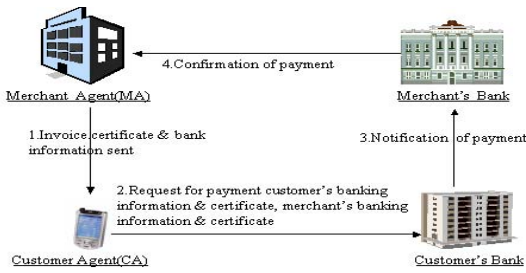 4.Confirmation of payment
Merchant Agent(MA)
Merchant's Bank
1.Invoice,certificate & bank
information sent
3.Notification of payment
2.Request for payment customer's banking
information & certificate, merchant's banking
information & certificate
Customer Agent(CA)
Customer's Bank